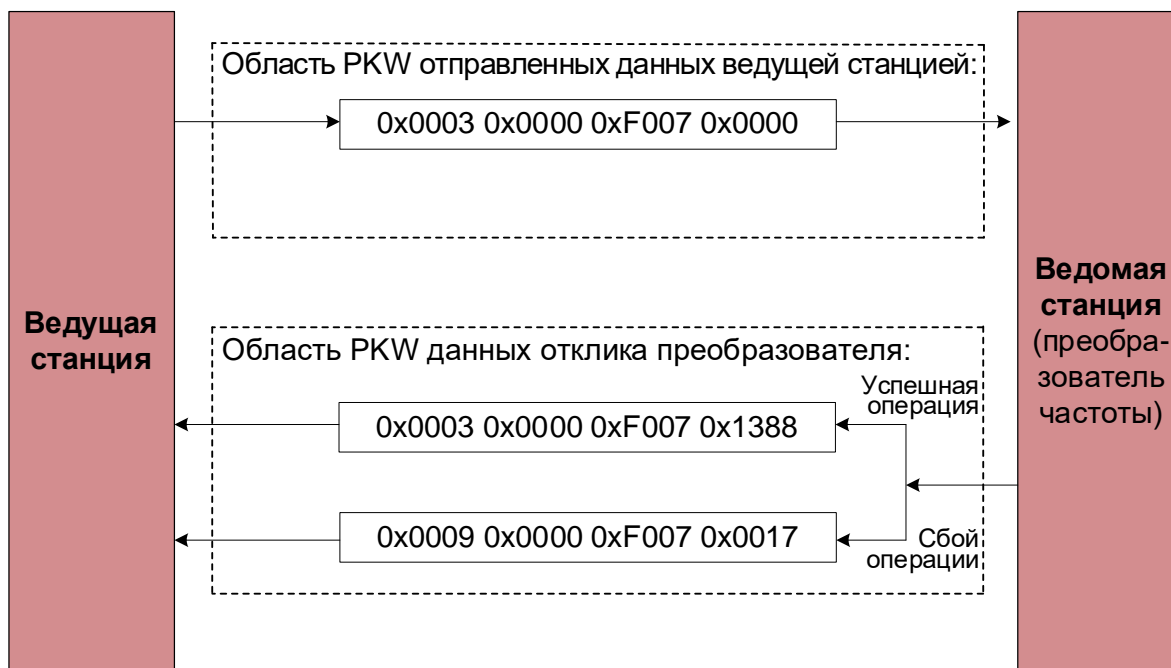 Область PKW отправленных данных ведущей станцией:
0x0003 0x0000 0xF007 0x0000
Ведущая
станция
Ведомая
станция
(преобра-
зователь
частоты)
Область PKW данных отклика преобразователя:
Успешная
операция
0x0003 0x0000 0xF007 0x1388
0x0009 0x0000 0xF007 0x0017
Сбой
операции